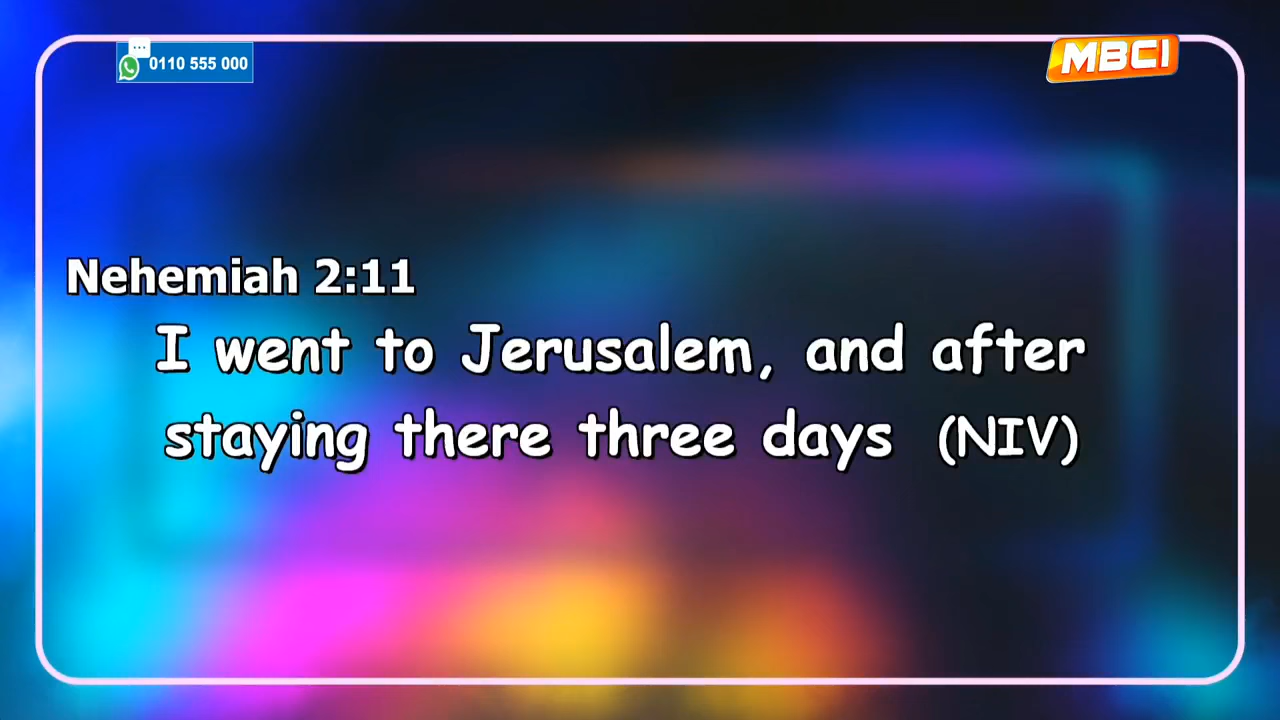 0110 555 000
MBCI
Nehemiah 2:11
I went to Jerusalem, and after
staying there three days (NIV)